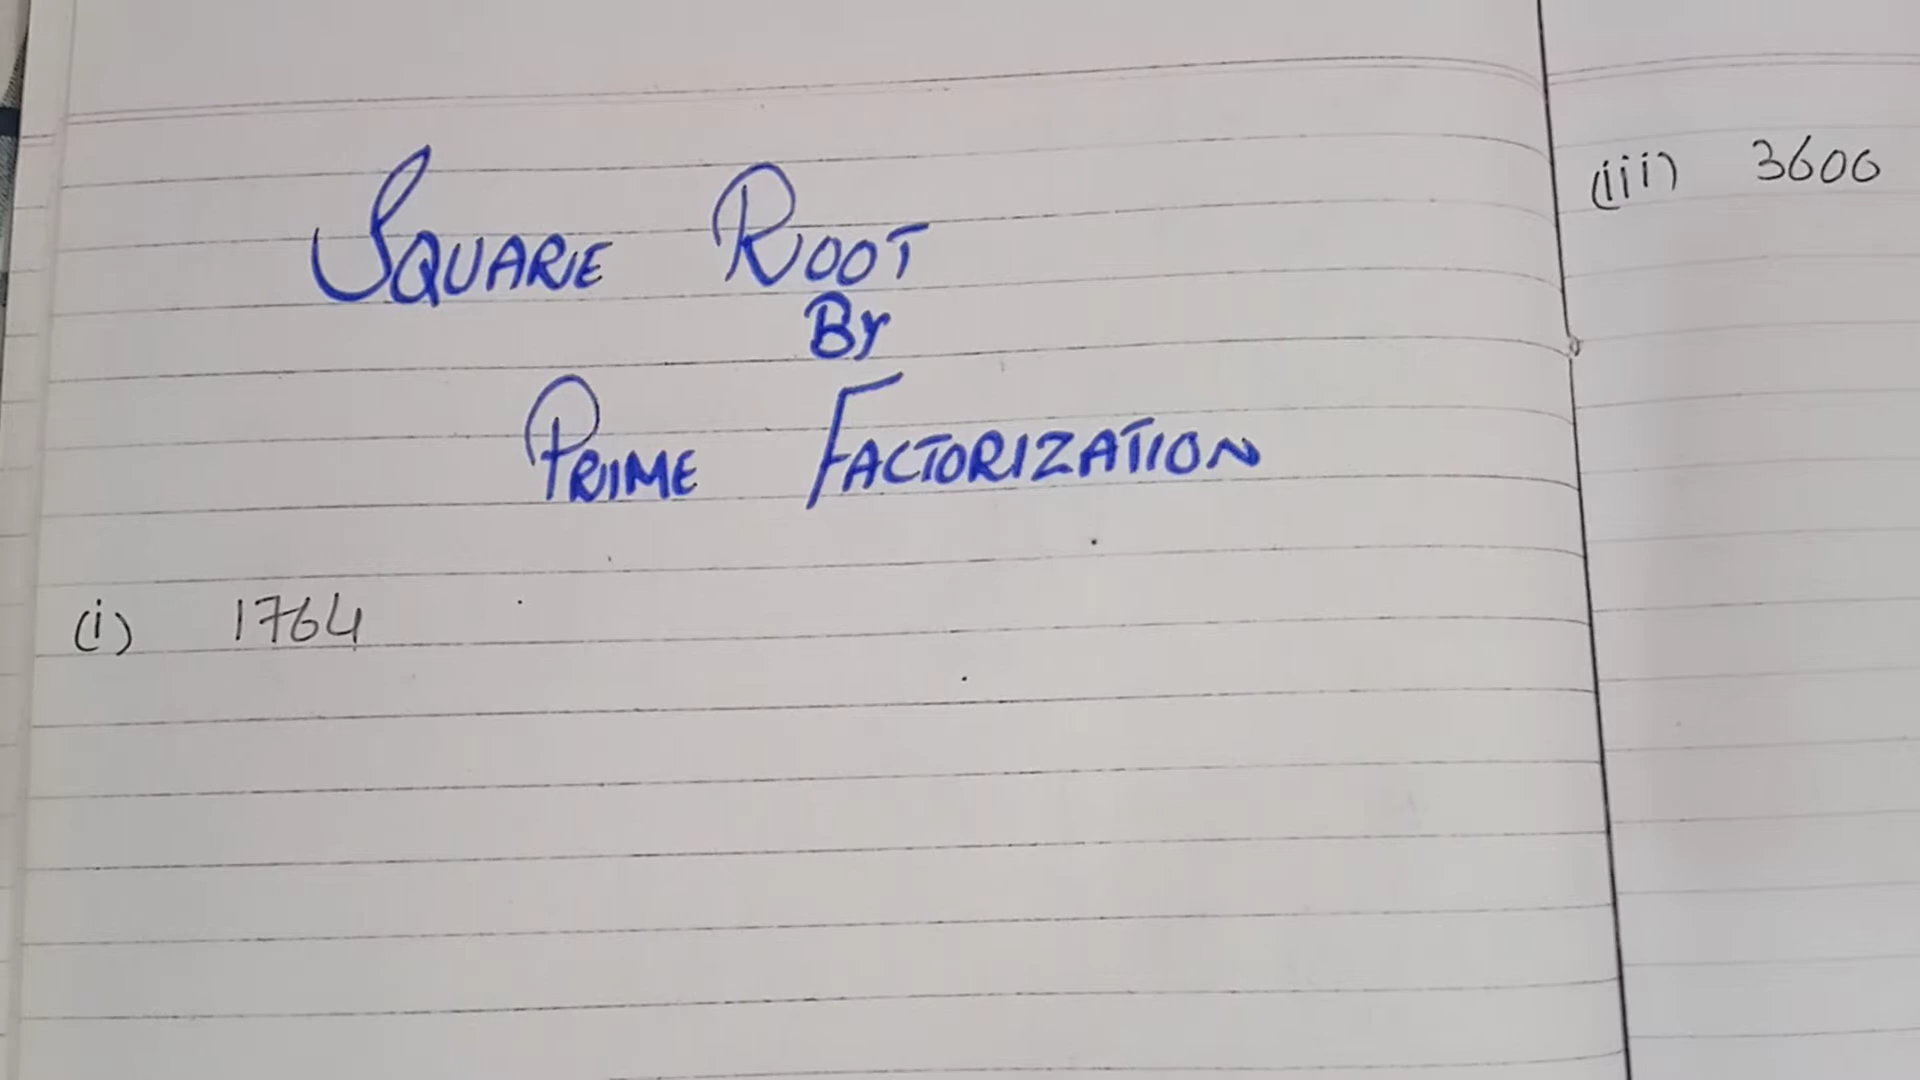 SQUARE ROOT
BY
PRIME FACTORIZATION
(i) 1764
(iii) 3600